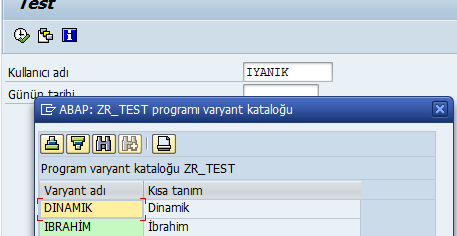 Test
Kullanıcı adı
IYANIK
Günün tarihi
ABAP: ZR_TEST programı varyant kataloğu
Program varyant kataloğu ZR_TEST
Varyant adı Kısa tanım
DINAMIK Dinamik
IBRAHİM İbrahim